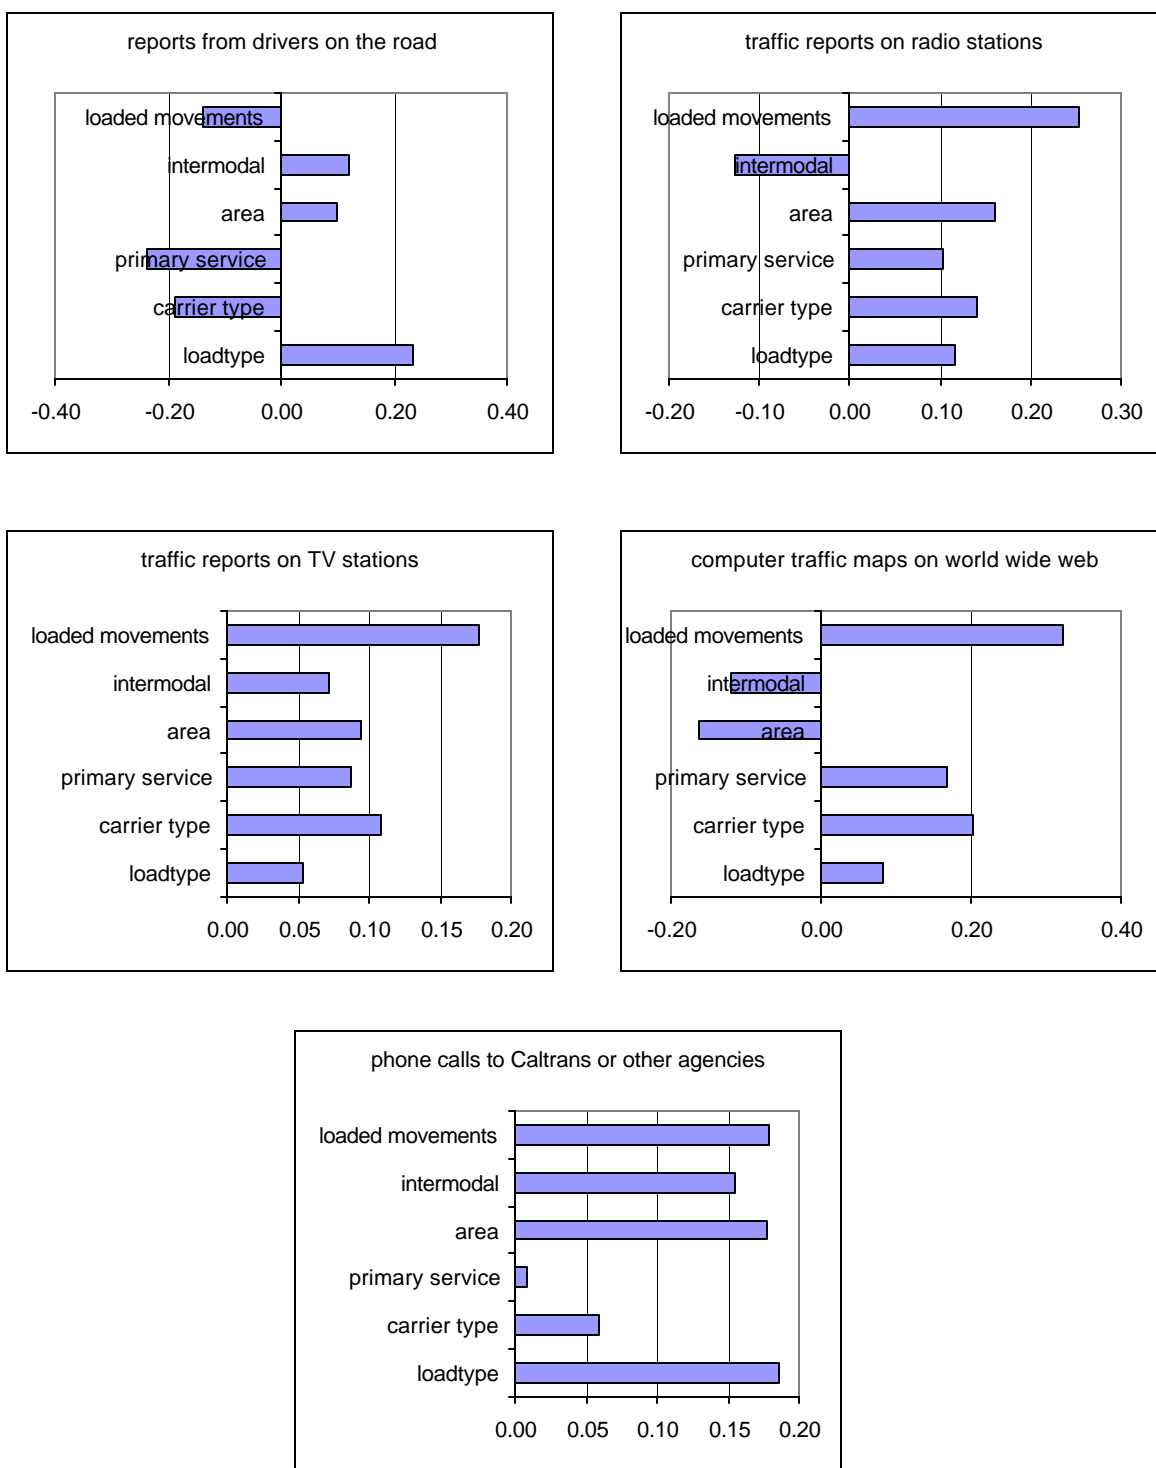 reports from drivers on the road
loaded movements
intermodal
area
primary service
carrier type
loadtype
-0.40 -0.20 0.00 0.20 0.40
traffic reports on radio stations
loaded movements
intermodal
area
primary service
carrier type
loadtype
-0.20 -0.10 0.00 0.10 0.20 0.30
traffic reports on TV stations
loaded movements
intermodal
area
primary service
carrier type
loadtype
0.00 0.05 0.10 0.15 0.20
computer traffic maps on world wide web
loaded movements
intermodal
area
primary service
carrier type
loadtype
-0.20 0.00 0.20 0.40
phone calls to Caltrans or other agencies
loaded movements
intermodal
area
primary service
carrier type
loadtype
0.00 0.05 0.10 0.15 0.20